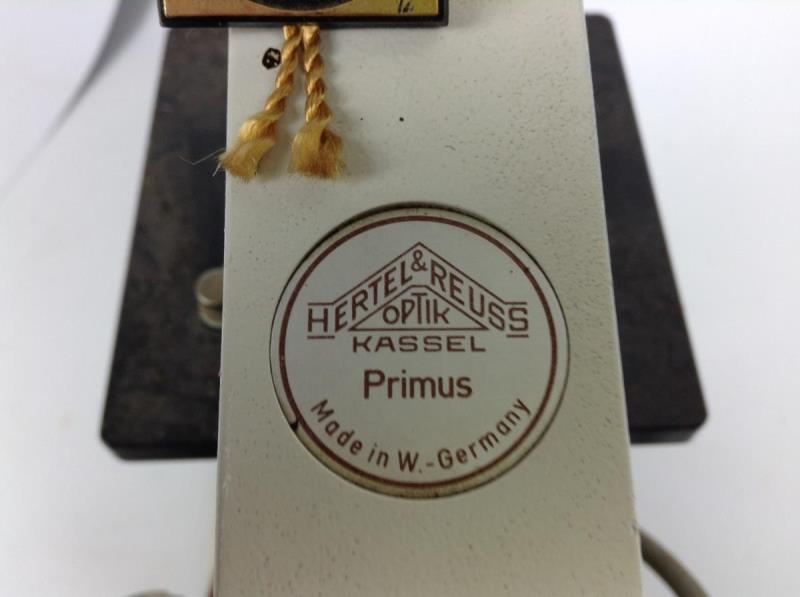 HERTEL & REUSS
OPTIK
KASSEL
Primus
Made in W.-Germany